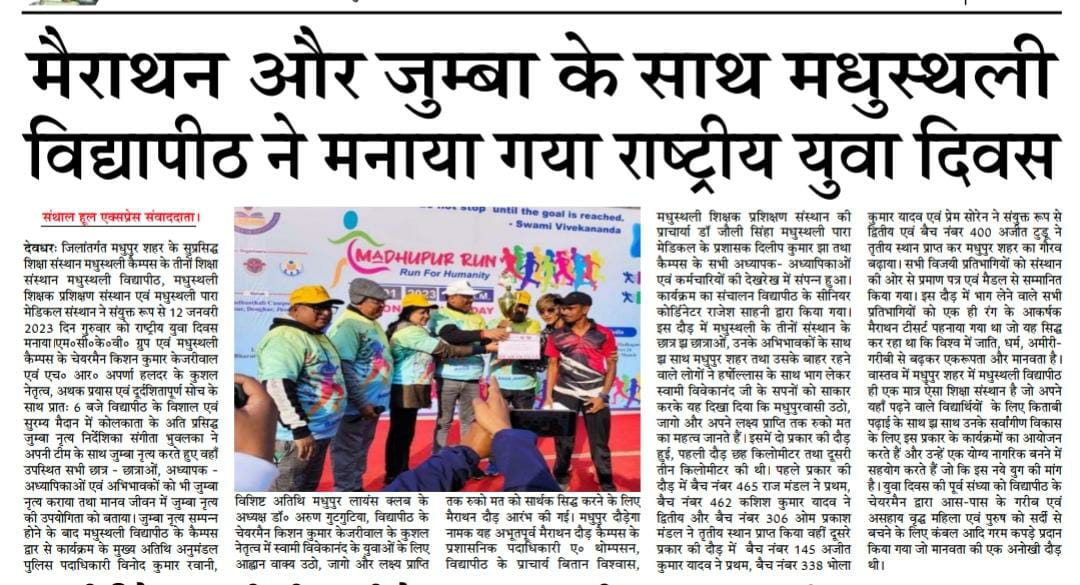 मैराथन और जुम्बा के साथ मधुस्थली
विद्यापीठ ने मनाया गया राष्ट्रीय युवा दिवस
संथाल हूल एक्सप्रेस संवाददाता।
देवघरः जिलांतर्गत मधुपुर शहर के सुप्रसिद्ध
शिक्षा संस्थान मधुस्थली कैम्पस के तीनों शिक्षा
संस्थान मधुस्थली विद्यापीठ, मधुस्थली
शिक्षक प्रशिक्षण संस्थान एवं मधुस्थली पारा
मेडिकल संस्थान ने संयुक्त रूप से 12 जनवरी
2023 दिन गुरुवार को राष्ट्रीय युवा दिवस
मनाया।एम०सी०के०वी० ग्रुप एवं मधुस्थली
कैम्पस के चेयरमैन किशन कुमार केजरीवाल
एवं एच० आर० अपर्णा हलदर के कुशल
नेतृत्व, अथक प्रयास एवं दूर्दशितापूर्ण सोच के
साथ प्रातः 6 बजे विद्यापीठ के विशाल एवं
सुरम्य मैदान में कोलकाता के अति प्रसिद्ध
जुम्बा नृत्य निर्देशिका संगीता भुवलका ने
अपनी टीम के साथ जुम्बा नृत्य करते हुए वहाँ
उपस्थित सभी छात्र - छात्राओं, अध्यापक -
अध्यापिकाओं एवं अभिभावकों को भी जुम्बा
नृत्य कराया तथा मानव जीवन में जुम्बा नृत्य
की उपयोगिता को बताया। जुम्बा नृत्य सम्पन
होने के बाद मधुस्थली विद्यापीठ के कैम्पस
द्वार से कार्यक्रम के मुख्य अतिथि अनुमंडल
पुलिस पदाधिकारी विनोद कुमार रवानी,
not stop until the goal is reached.
- Swami Vivekananda
MADHUPUR RUN
Run For Humanity
2023
विशिष्ट अतिथि मधुपुर लायंस क्लब के
अध्यक्ष डॉ० अरुण गुटगुटिया, विद्यापीठ के
चेयरमैन किशन कुमार केजरीवाल के कुशल
नेतृत्व में स्वामी विवेकानंद के युवाओं के लिए
आह्वान वाक्य उठो, जागो और लक्ष्य प्राप्ति
तक रुको मत को सार्थक सिद्ध करने के लिए
मैराथन दौड़ आरंभ की गई। मधुपर दौड़ेगा
नामक यह अभूतपूर्व मैराथन दौड़ कैम्पस के
प्रशासनिक पदाधिकारी ए० थोम्पसन,
विद्यापीठ के प्राचार्य बितान विश्वास,
मधुस्थली शिक्षक प्रशिक्षण संस्थान की
प्राचार्या डॉ जौली सिंहा मधुस्थली पारा
मेडिकल के प्रशासक दिलीप कुमार झा तथा
कैम्पस के सभी अध्यापक- अध्यापिकाओं
एवं कर्मचारियों की देखरेख में संपन्न हुआ।
कार्यक्रम का संचालन विद्यापीठ के सीनियर
कोर्डिनेटर राजेश साहनी द्वारा किया गया।
इस दौड़ में मधुस्थली के तीनों संस्थान के
छात्र झ छात्राओं, उनके अभिभावकों के साथ
झ साथ मधुपुर शहर तथा उसके बाहर रहने
वाले लोगों ने हर्षोल्लास के साथ भाग लेकर
स्वामी विवेकानंद जी के सपनों को साकार
करके यह दिखा दिया कि मधुपुरवासी उठो,
जागो और अपने लक्ष्य प्राप्ति तक रुको मत
का महत्व जानते हैं। इसमें दो प्रकार की दौड़
हुई, पहली दौड़ छह किलोमीटर तथा दूसरी
तीन किलोमीटर की थी। पहले प्रकार की
दौड़ में बैच नंबर 465 राज मंडल ने प्रथम,
बैच नंबर 462 कशिश कुमार यादव ने
द्वितीय और बैच नंबर 306 ओम प्रकाश
मंडल ने तृतीय स्थान प्राप्त किया वहीं दूसरे
प्रकार की दौड़ में बैच नंबर 145 अजीत
कुमार यादव ने प्रथम, बैच नंबर 338 भोला
कुमार यादव एवं प्रेम सोरेन ने संयुक्त रूप से
द्वितीय एवं बैच नंबर 400 अजीत टुडू ने
तृतीय स्थान प्राप्त कर मधुपुर शहर का गौरव
बढ़ाया। सभी विजयी प्रतिभागियों को संस्थान
की ओर से प्रमाण पत्र एवं मैडल से सम्मानित
किया गया। इस दौड़ में भाग लेने वाले सभी
प्रतिभागियों को एक ही रंग के आकर्षक
मैराथन टीसर्ट पहनाया गया था जो यह सिद्ध
कर रहा था कि विश्व में जाति, धर्म, अमीरी-
गरीबी से बढ़कर एकरूपता और मानवता है।
वास्तव में मधुपुर शहर में मधुस्थली विद्यापीठ
ही एक मात्र ऐसा शिक्षा संस्थान है जो अपने
यहाँ पढ़ने वाले विद्यार्थियों के लिए किताबी
पढ़ाई के साथ झ साथ उनके सर्वांगीण विकास
के लिए इस प्रकार के कार्यक्रमों का आयोजन
करते हैं और उन्हें एक योग्य नागरिक बनने में
सहयोग करते हैं जो कि इस नये युग की मांग
है। युवा दिवस की पूर्व संध्या को विद्यापीठ के
चेयरमैन द्वारा आस-पास के गरीब एवं
असहाय वृद्ध महिला एवं पुरुष को सर्दी से
बचने के लिए कंबल आदि गरम कपड़े प्रदान
किया गया जो मानवता की एक अनोखी दौड़
थी।